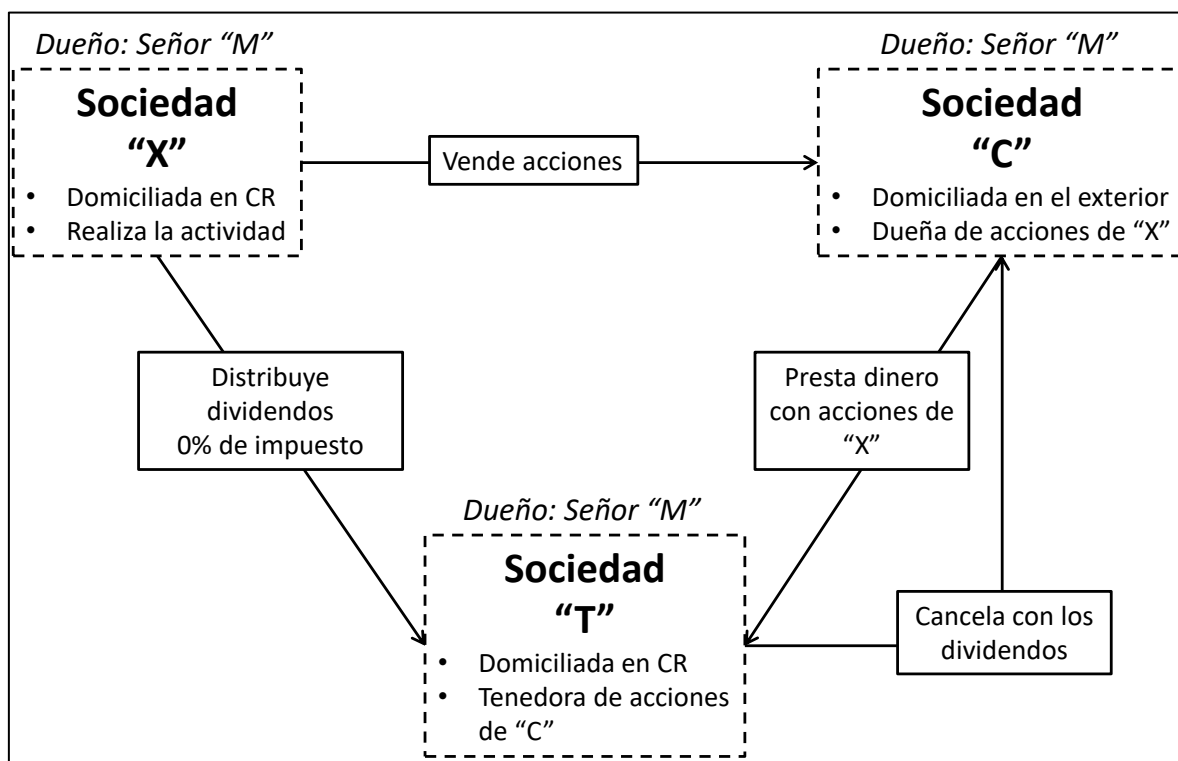 Dueño: Señor “M”
Sociedad
“X”
• Domiciliada en CR
• Realiza la actividad
Vende acciones
Dueño: Señor “M”
Sociedad
“C”
• Domiciliada en el exterior
• Dueña de acciones de “X”
Distribuye
dividendos
0% de impuesto
Presta dinero
con acciones de
“X”
Dueño: Señor “M”
Sociedad
“T”
• Domiciliada en CR
• Tenedora de acciones
de “C”
Cancela con los
dividendos